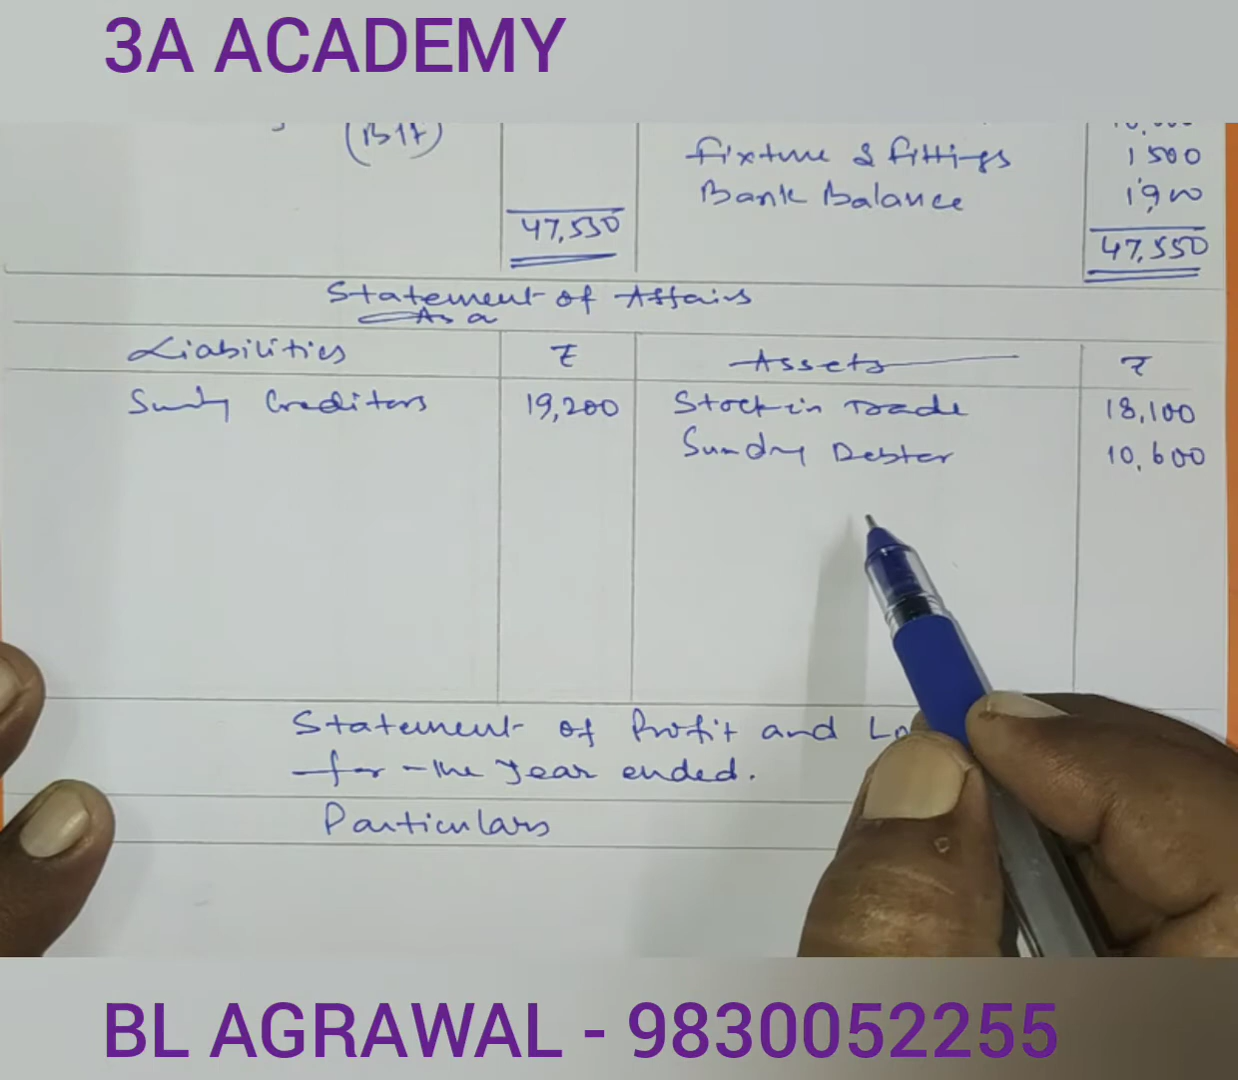 3A ACADEMY
(B/F)
Fixture & fittings 1500
Bank Balance 1,900
47,550 47,550
Statement of Affairs
As a
Liabilities ₹ Assets ₹
Sundry Creditors 19,200 Stock in Trade 18,100
Sundry Debtor 10,600
Statement of Profit and
for the Year ended.
Particulars
BL AGRAWAL - 9830052255